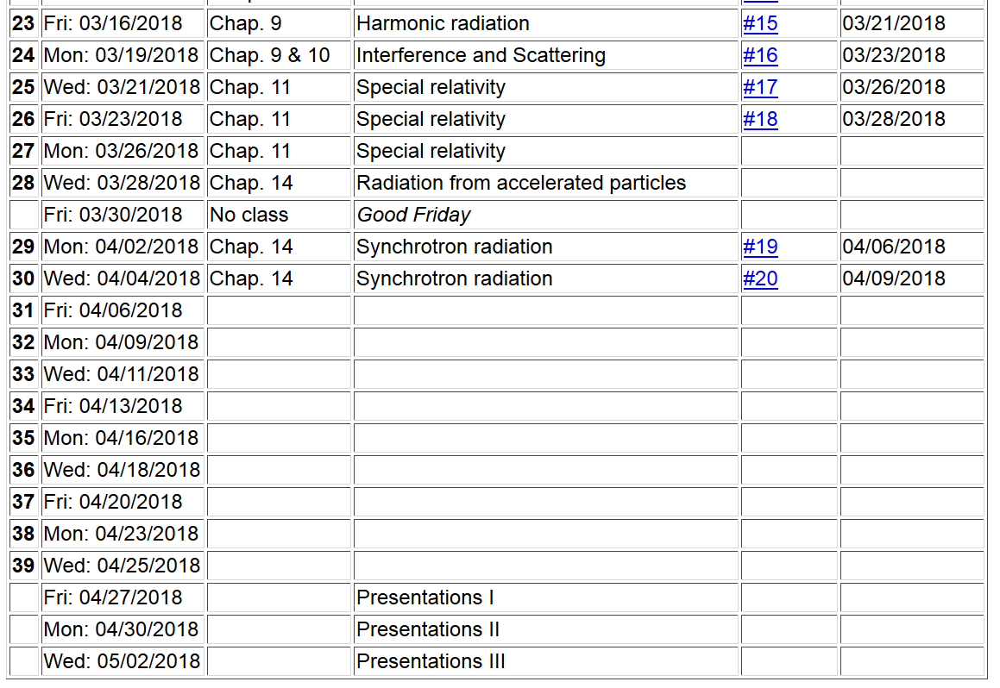 23 Fri: 03/16/2018 Chap. 9 Harmonic radiation #15 03/21/2018
24 Mon: 03/19/2018 Chap. 9 & 10 Interference and Scattering #16 03/23/2018
25 Wed: 03/21/2018 Chap. 11 Special relativity #17 03/26/2018
26 Fri: 03/23/2018 Chap. 11 Special relativity #18 03/28/2018
27 Mon: 03/26/2018 Chap. 11 Special relativity
28 Wed: 03/28/2018 Chap. 14 Radiation from accelerated particles
Fri: 03/30/2018 No class Good Friday
29 Mon: 04/02/2018 Chap. 14 Synchrotron radiation #19 04/06/2018
30 Wed: 04/04/2018 Chap. 14 Synchrotron radiation #20 04/09/2018
31 Fri: 04/06/2018
32 Mon: 04/09/2018
33 Wed: 04/11/2018
34 Fri: 04/13/2018
35 Mon: 04/16/2018
36 Wed: 04/18/2018
37 Fri: 04/20/2018
38 Mon: 04/23/2018
39 Wed: 04/25/2018
Fri: 04/27/2018 Presentations I
Mon: 04/30/2018 Presentations II
Wed: 05/02/2018 Presentations III